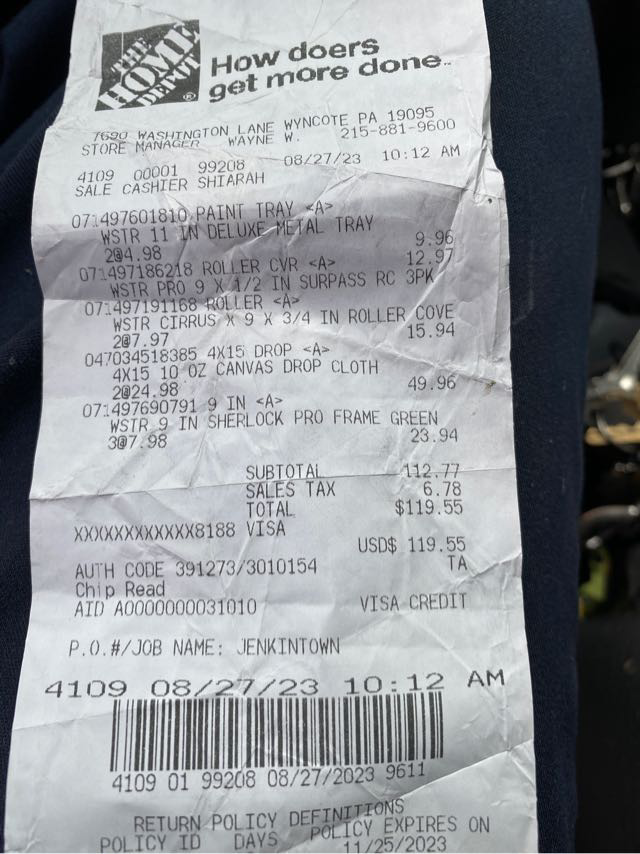 THE
HOME
DEPOT
How doers
get more done..
7690 WASHINGTON LANE WYNCOTE PA 19095
STORE MANAGER WAYNE W. 215-881-9600
4109 00001 99208 08/27/23 10:12 AM
SALE CASHIER SHIARAH
071497601810 PAINT TRAY <A>
WSTR 11 IN DELUXE METAL TRAY
2@4.98 9.96
071497186218 ROLLER CVR <A> 12.97
WSTR PRO 9 X 1/2 IN SURPASS RC 3PK
071497191168 ROLLER <A>
WSTR CIRRUS X 9 X 3/4 IN ROLLER COVE
2@7.97 15.94
047034518385 4X15 DROP <A>
4X15 10 OZ CANVAS DROP CLOTH
2@24.98 49.96
071497690791 9 IN <A>
WSTR 9 IN SHERLOCK PRO FRAME GREEN
3@7.98 23.94
SUBTOTAL 112.77
SALES TAX 6.78
TOTAL $119.55
XXXXXXXXXXXX8188 VISA
USD$ 119.55
AUTH CODE 391273/3010154 TA
Chip Read
AID A0000000031010 VISA CREDIT
P.O.#/JOB NAME: JENKINTOWN
4109 08/27/23 10:12 AM
4109 01 99208 08/27/2023 9611
RETURN POLICY DEFINITIONS
POLICY ID DAYS POLICY EXPIRES ON
11/25/2023